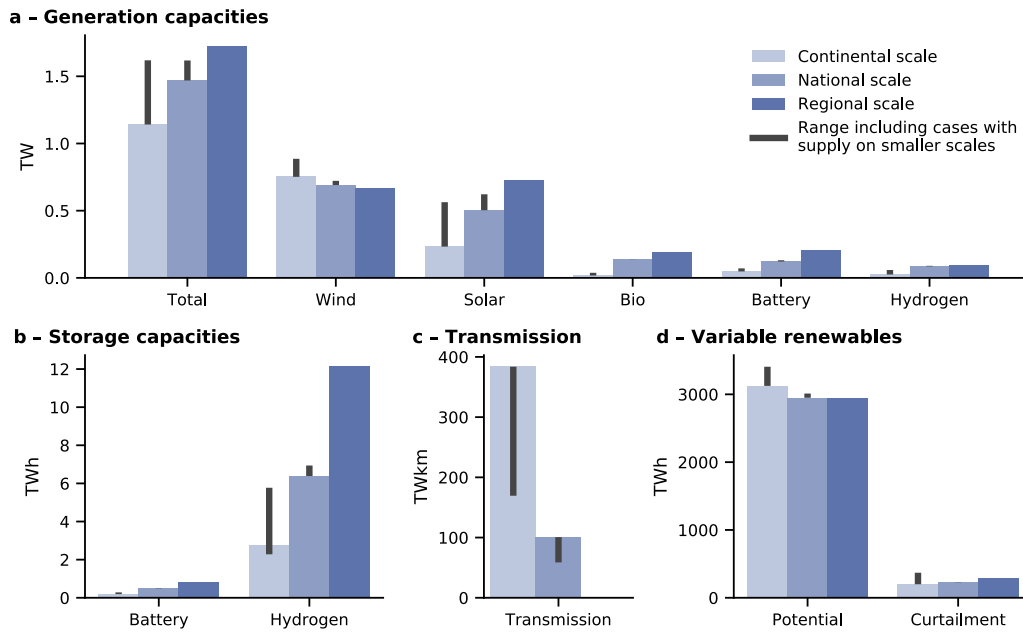 a – Generation capacities
TW
1.5
1.0
0.5
0.0
Total
Wind
Solar
Bio
Battery
Hydrogen
Continental scale
National scale
Regional scale
Range including cases with
supply on smaller scales
b – Storage capacities
TWh
12
10
8
6
4
2
0
Battery
Hydrogen
c – Transmission
TWkm
400
300
200
100
0
Transmission
d – Variable renewables
TWh
3000
2000
1000
0
Potential
Curtailment